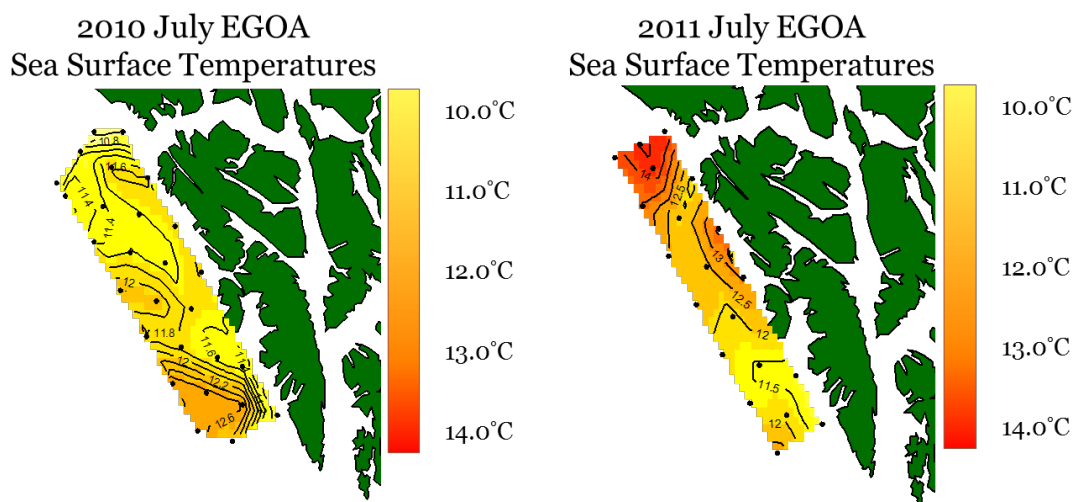 2010 July EGOA
Sea Surface Temperatures
10.0°C
11.0°C
12.0°C
13.0°C
14.0°C
10.8
11.6
11.4
11.4
12
11.8
11.6
12
12.2
12.6
2011 July EGOA
Sea Surface Temperatures
10.0°C
11.0°C
12.0°C
13.0°C
14.0°C
14
12.5
13
12.5
12
11.5
12